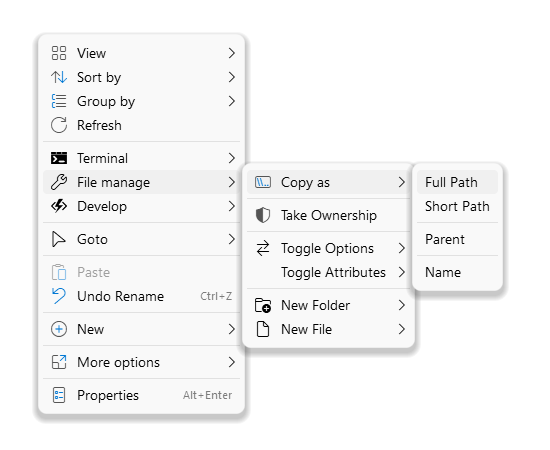 View
Sort by
Group by
Refresh
Terminal
File manage
Develop
Goto
Paste
Undo Rename Ctrl+Z
New
More options
Properties Alt+Enter
Copy as
Take Ownership
Toggle Options
Toggle Attributes
New Folder
New File
Full Path
Short Path
Parent
Name